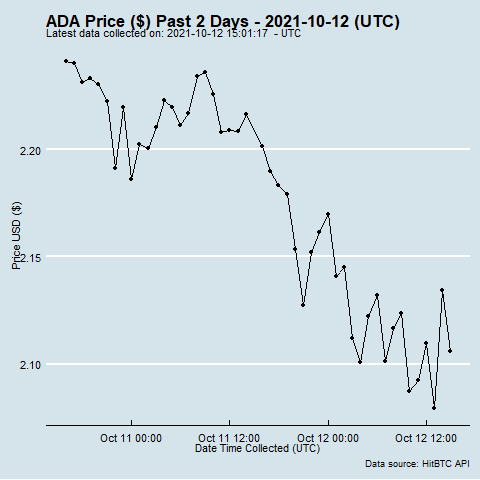 ADA Price ($) Past 2 Days - 2021-10-12 (UTC)
Latest data collected on: 2021-10-12 15:01:17 - UTC
2.20
2.15
2.10
Price USD ($)
Oct 11 00:00 Oct 11 12:00 Oct 12 00:00 Oct 12 12:00
Date Time Collected (UTC)
Data source: HitBTC API